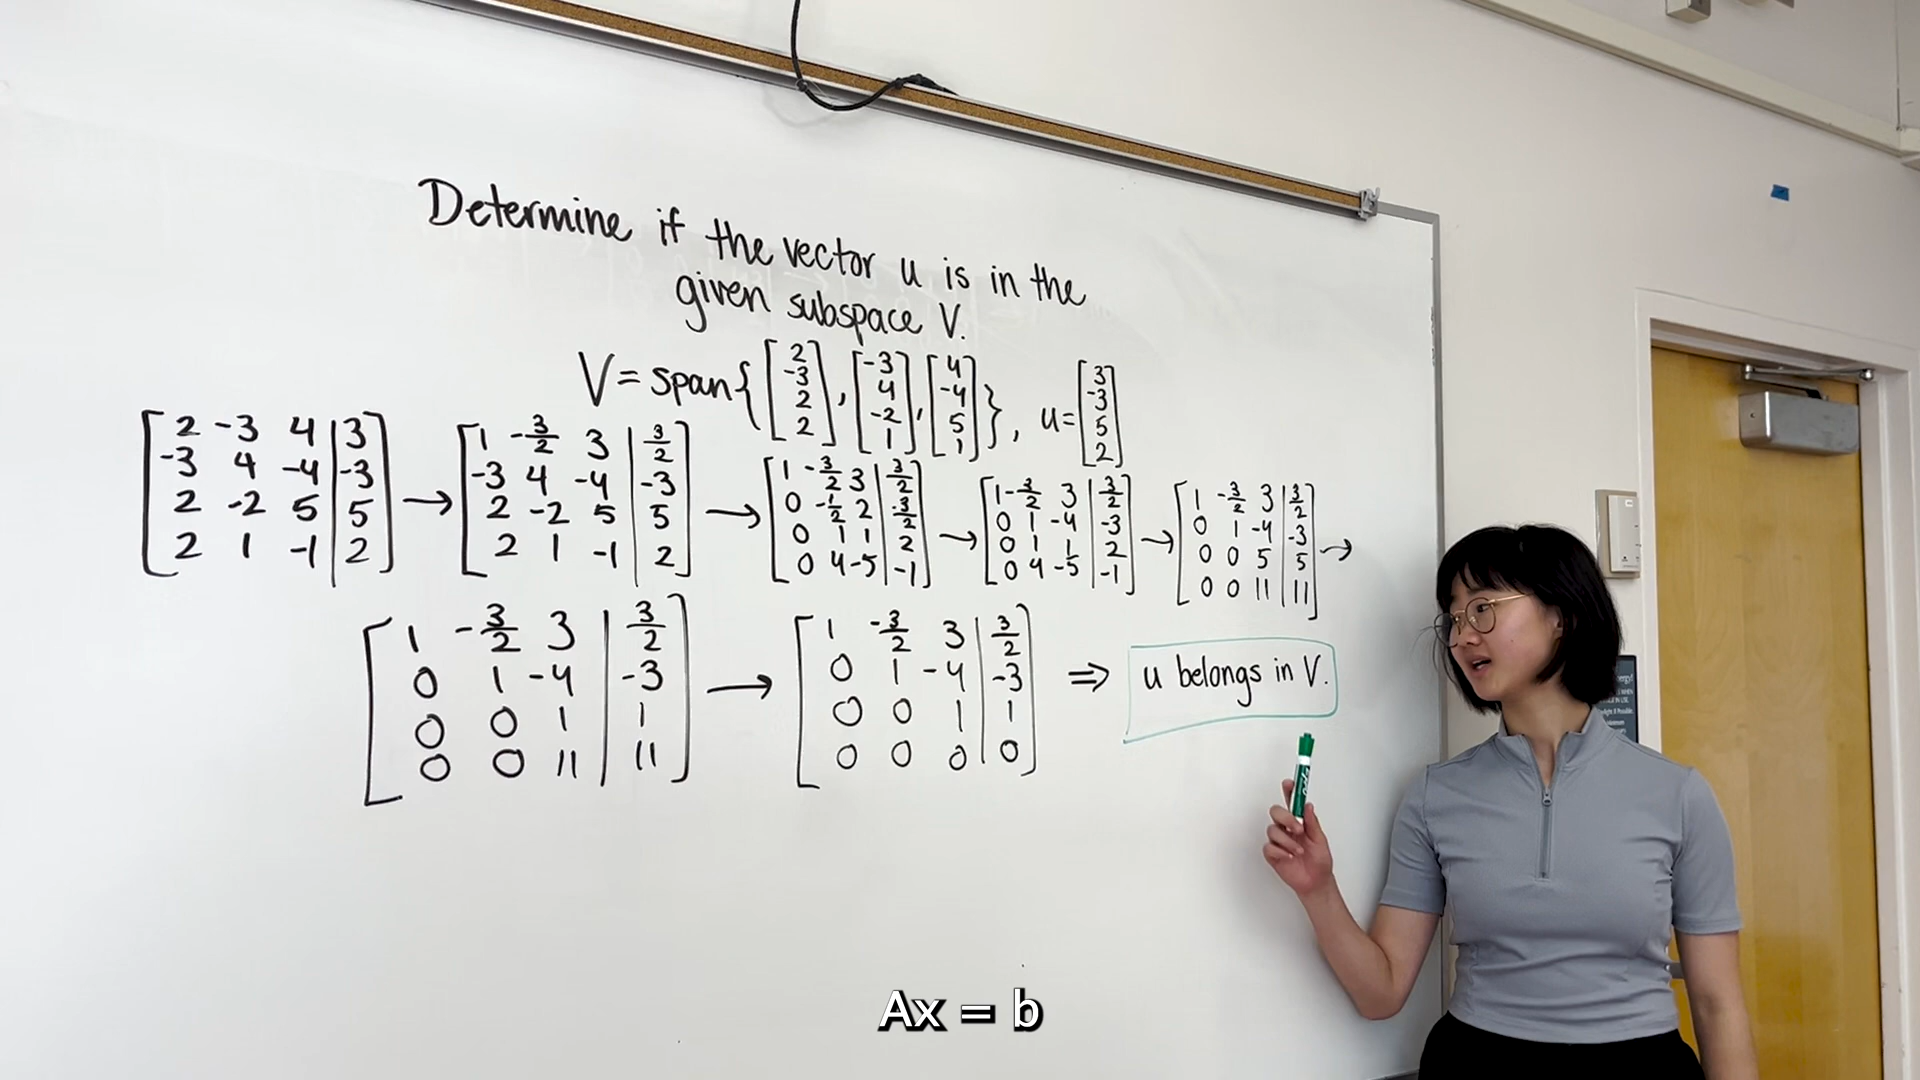 Determine if the vector u is in the
given subspace V.
V = span{ [2 -3 2 2], [-3 4 -2 1], [4 -4 5 1] }, u = [3 -3 5 2]
[2 -3 4 | 3
-3 4 -4 | -3
2 -2 5 | 5
2 1 -1 | 2] →
[1 -3/2 3 | 3/2
-3 4 -4 | -3
2 -2 5 | 5
2 1 -1 | 2] →
[1 -3/2 3 | 3/2
0 -1/2 2 | -3/2
0 1 1 | 2
0 4 -5 | -1] →
[1 -3/2 3 | 3/2
0 1 -4 | -3
0 1 1 | 2
0 4 -5 | -1] →
[1 -3/2 3 | 3/2
0 1 -4 | -3
0 0 5 | 5
0 0 11 | 11] →
[1 -3/2 3 | 3/2
0 1 -4 | -3
0 0 1 | 1
0 0 11 | 11] →
[1 -3/2 3 | 3/2
0 1 -4 | -3
0 0 1 | 1
0 0 0 | 0] ⇒ u belongs in V.
Ax = b